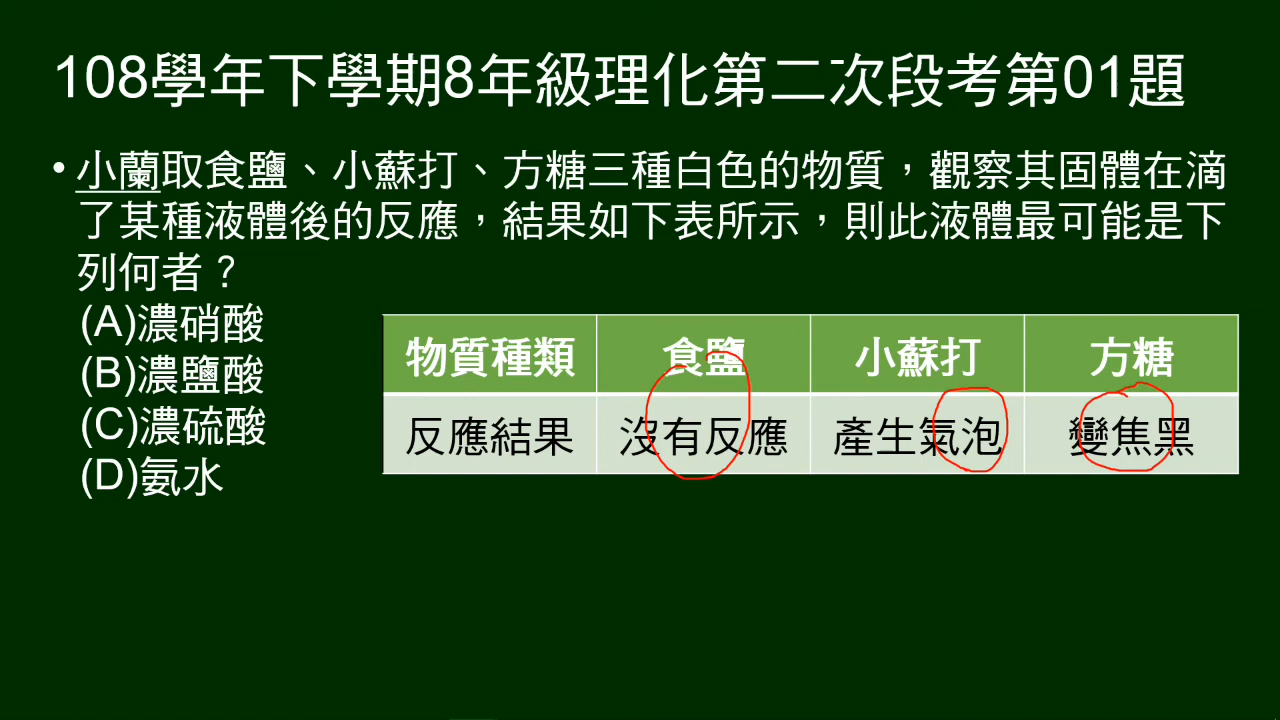 108學年下學期8年級理化第二次段考第01題
• 小蘭取食鹽、小蘇打、方糖三種白色的物質，觀察其固體在滴
了某種液體後的反應，結果如下表所示，則此液體最可能是下
列何者？
(A)濃硝酸
(B)濃鹽酸
(C)濃硫酸
(D)氨水
物質種類 食鹽 小蘇打 方糖
反應結果 沒有反應 產生氣泡 變焦黑